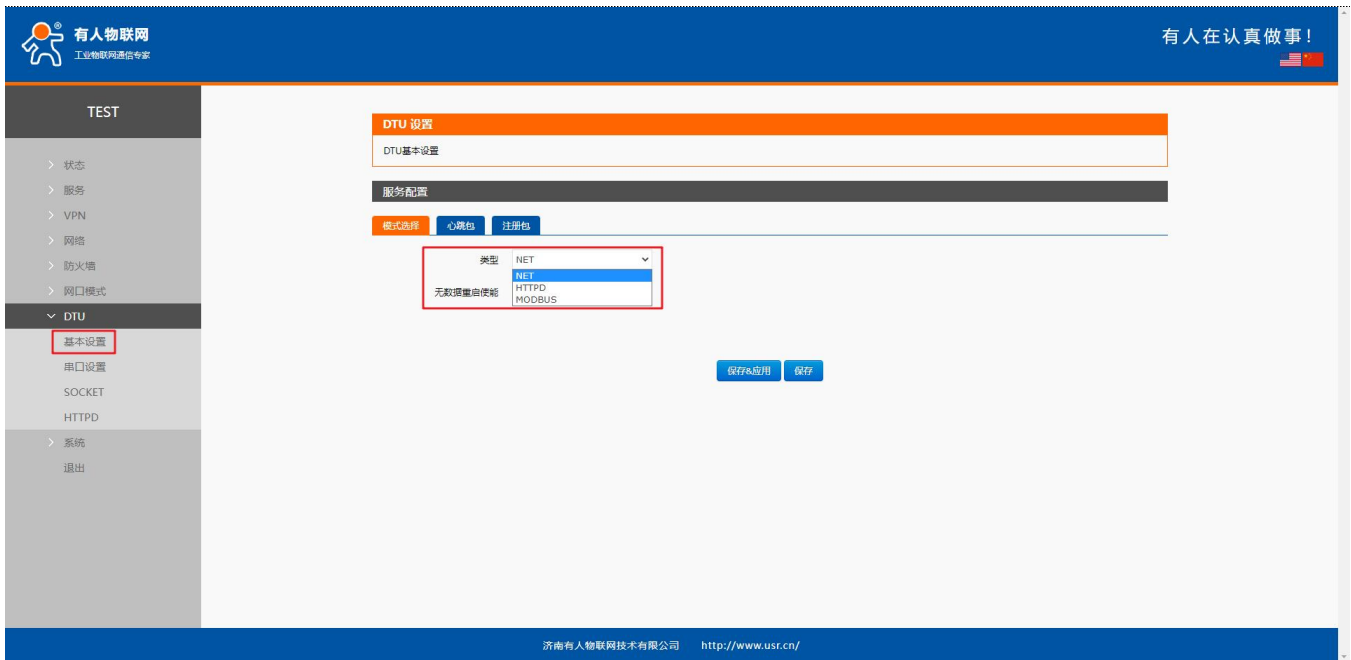 有人物联网
工业物联网通信专家
有人在认真做事!
TEST
状态
服务
VPN
网络
防火墙
网口模式
DTU
基本设置
串口设置
SOCKET
HTTPD
系统
退出
DTU 设置
DTU基本设置
服务配置
模式选择 心跳包 注册包
类型 NET
NET
无数据重启使能 HTTPD
MODBUS
保存&应用 保存
济南有人物联网技术有限公司 http://www.usr.cn/